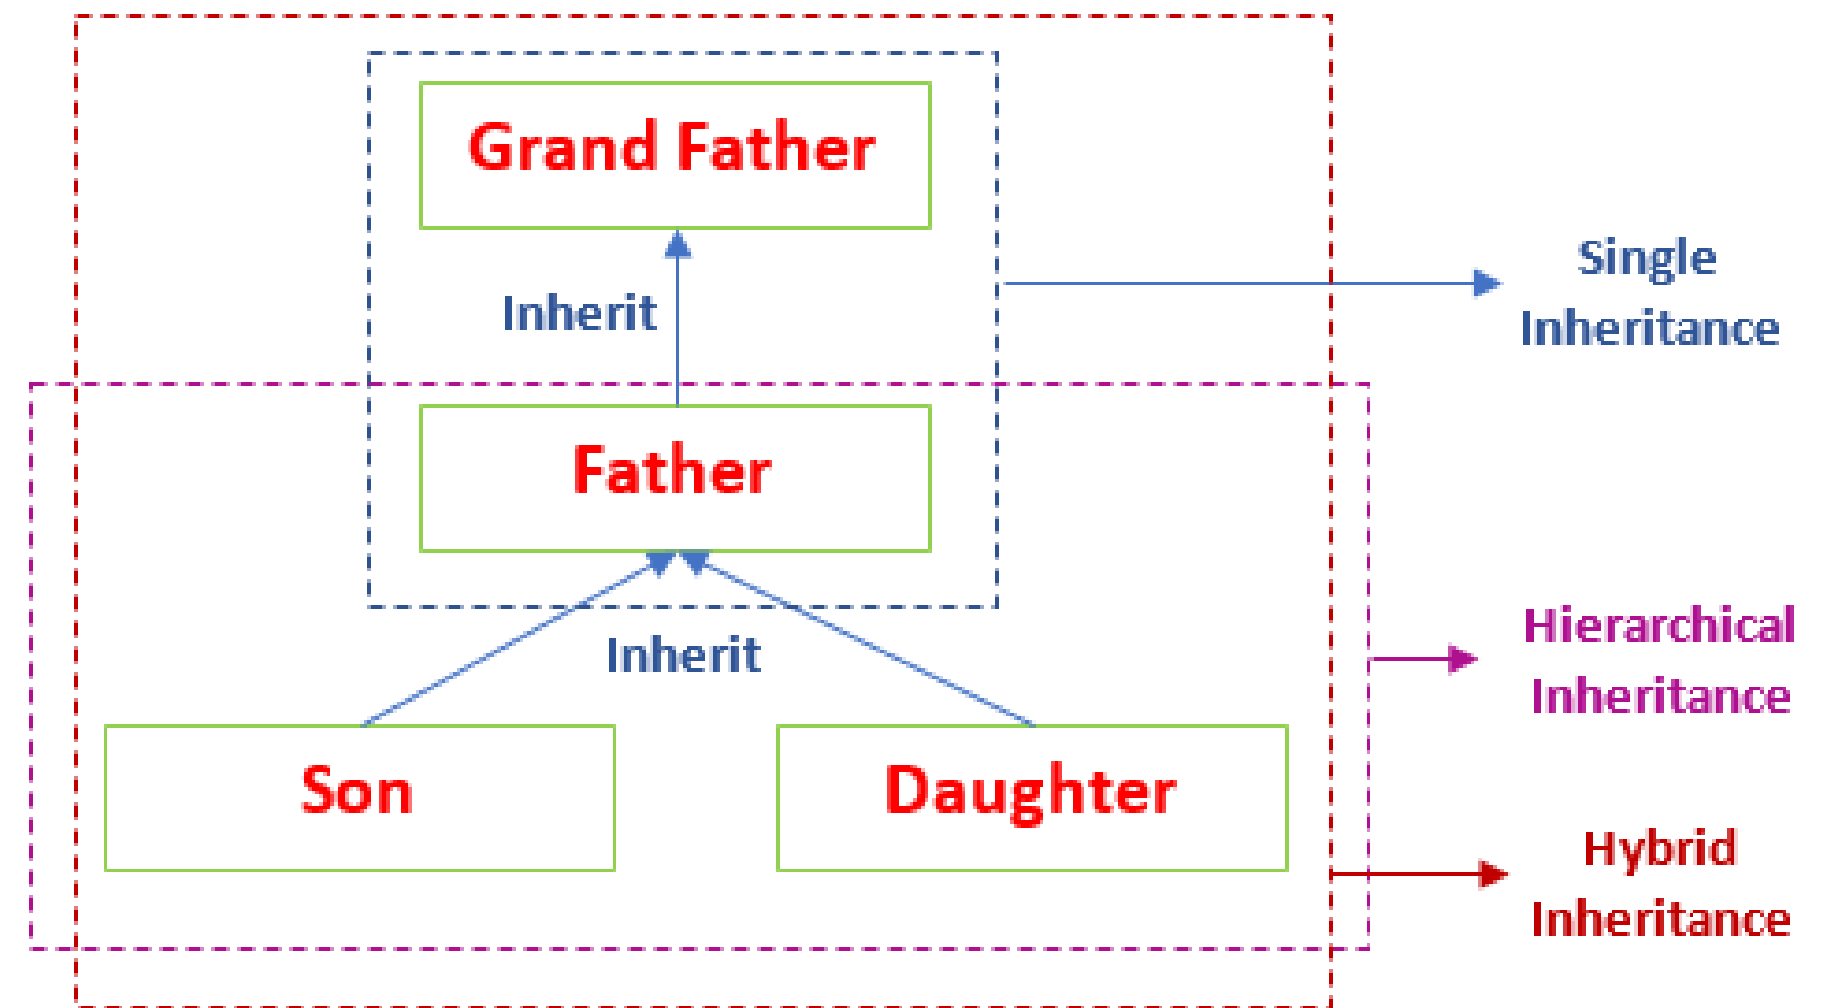 Grand Father
Single
Inheritance
Inherit
Father
Hierarchical
Inheritance
Inherit
Son
Daughter
Hybrid
Inheritance